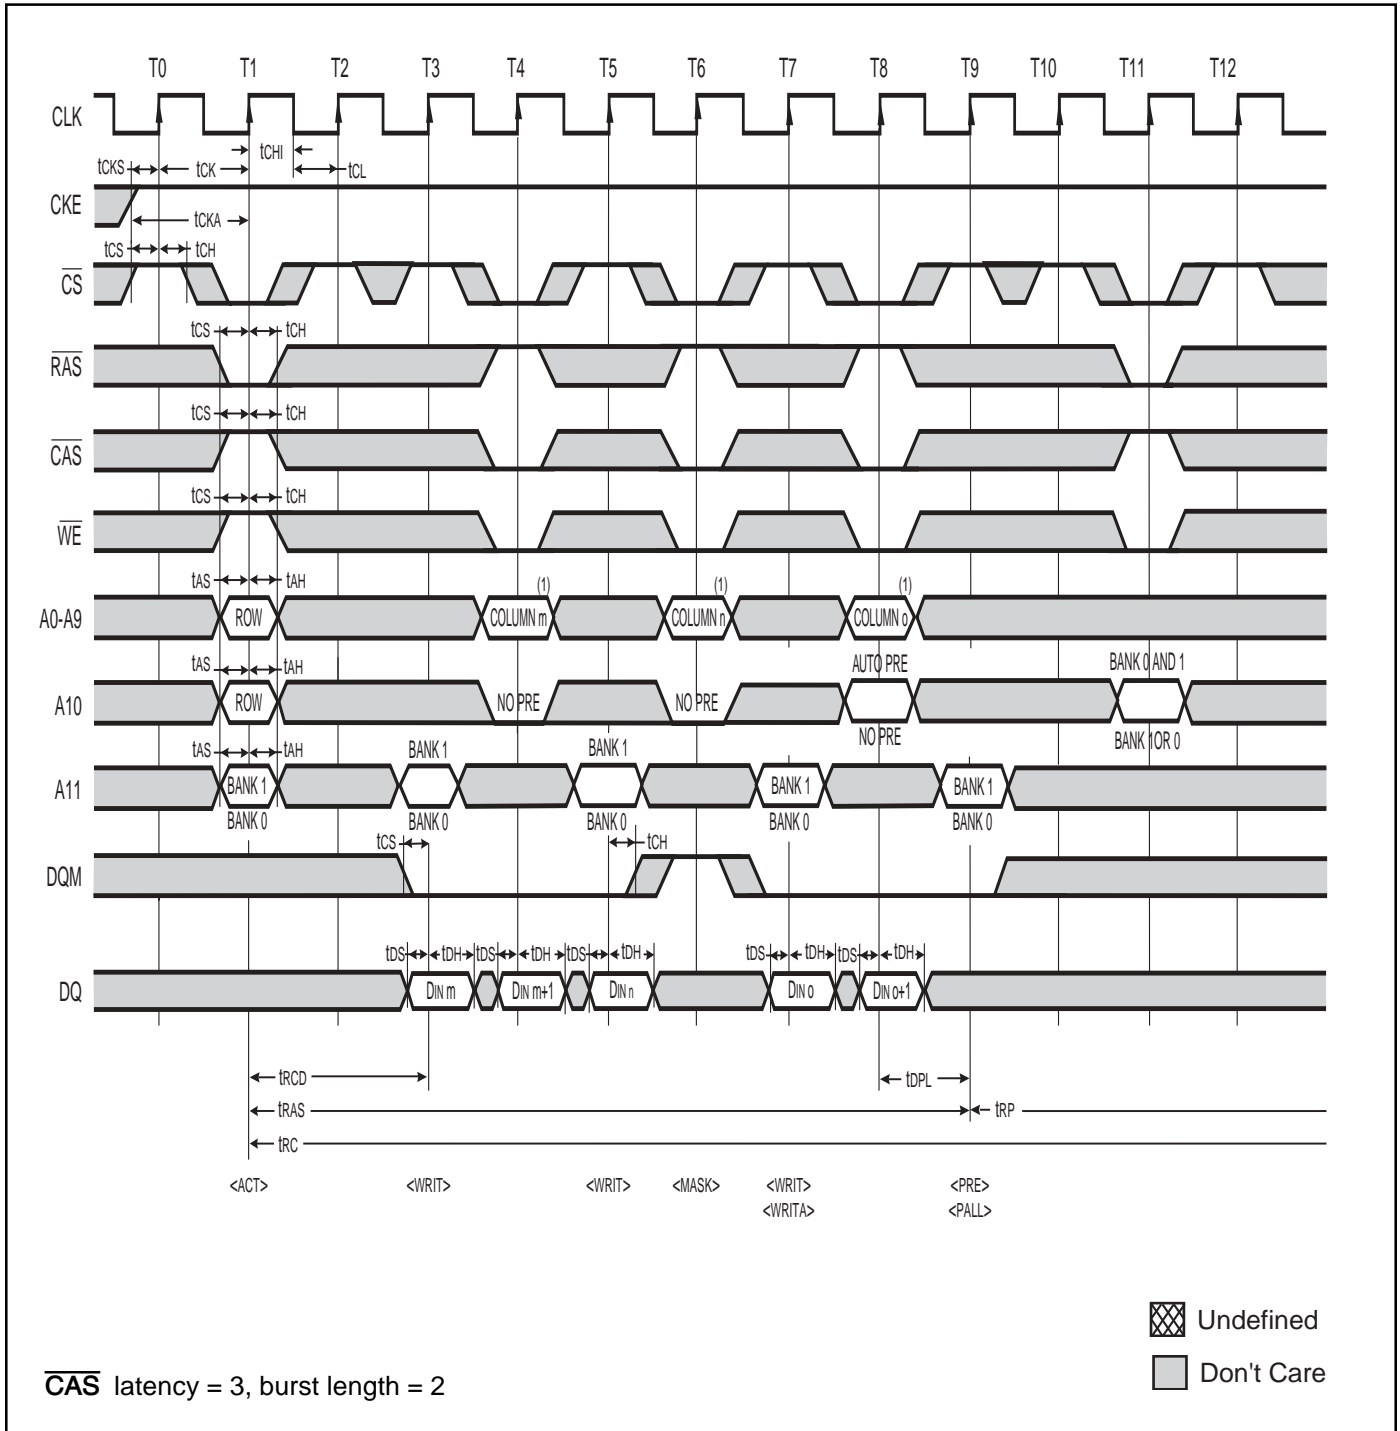 T0 T1 T2 T3 T4 T5 T6 T7 T8 T9 T10 T11 T12
CLK
tCHI
tCKS tCK tCL
CKE
tCKA
tCS tCH
CS
tCS tCH
RAS
tCS tCH
CAS
tCS tCH
WE
tAS tAH (1) (1) (1)
A0-A9 ROW COLUMN m COLUMN n COLUMN o
tAS tAH AUTO PRE BANK 0 AND 1
A10 ROW NO PRE NO PRE
NO PRE BANK 1OR 0
tAS tAH BANK 1 BANK 1
A11 BANK 1 BANK 1 BANK 1
BANK 0 BANK 0 BANK 0 BANK 0 BANK 0
tCS tCH
DQM
tDS tDH tDS tDH tDS tDH tDS tDH tDS tDH
DQ DIN m DIN m+1 DIN n DIN o DIN o+1
tRCD tDPL
tRAS tRP
tRC
<ACT> <WRIT> <WRIT> <MASK> <WRIT> <PRE>
<WRITA> <PALL>
Undefined
Don't Care
CAS latency = 3, burst length = 2